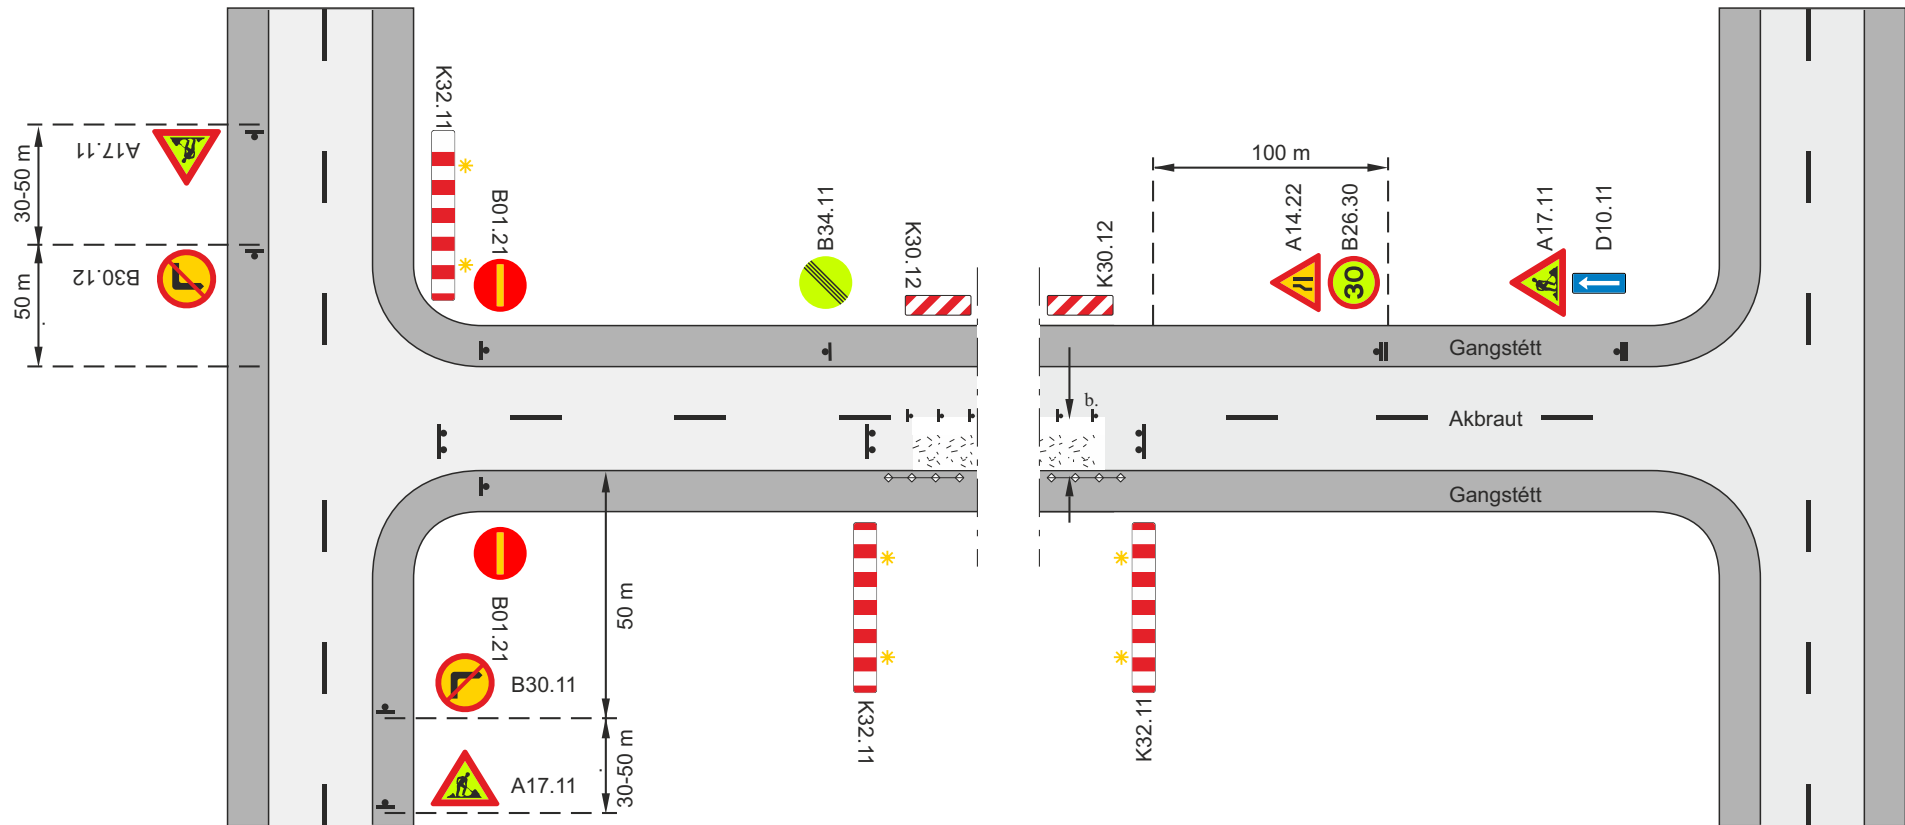 K32.11
A17.11
30-50 m
B30.12
50 m
B01.21
B34.11
K30.12
K30.12
100 m
A14.22
B26.30
30
A17.11
D10.11
Gangstétt
b.
Akbraut
Gangstétt
B01.21
50 m
B30.11
K32.11
K32.11
30-50 m
A17.11